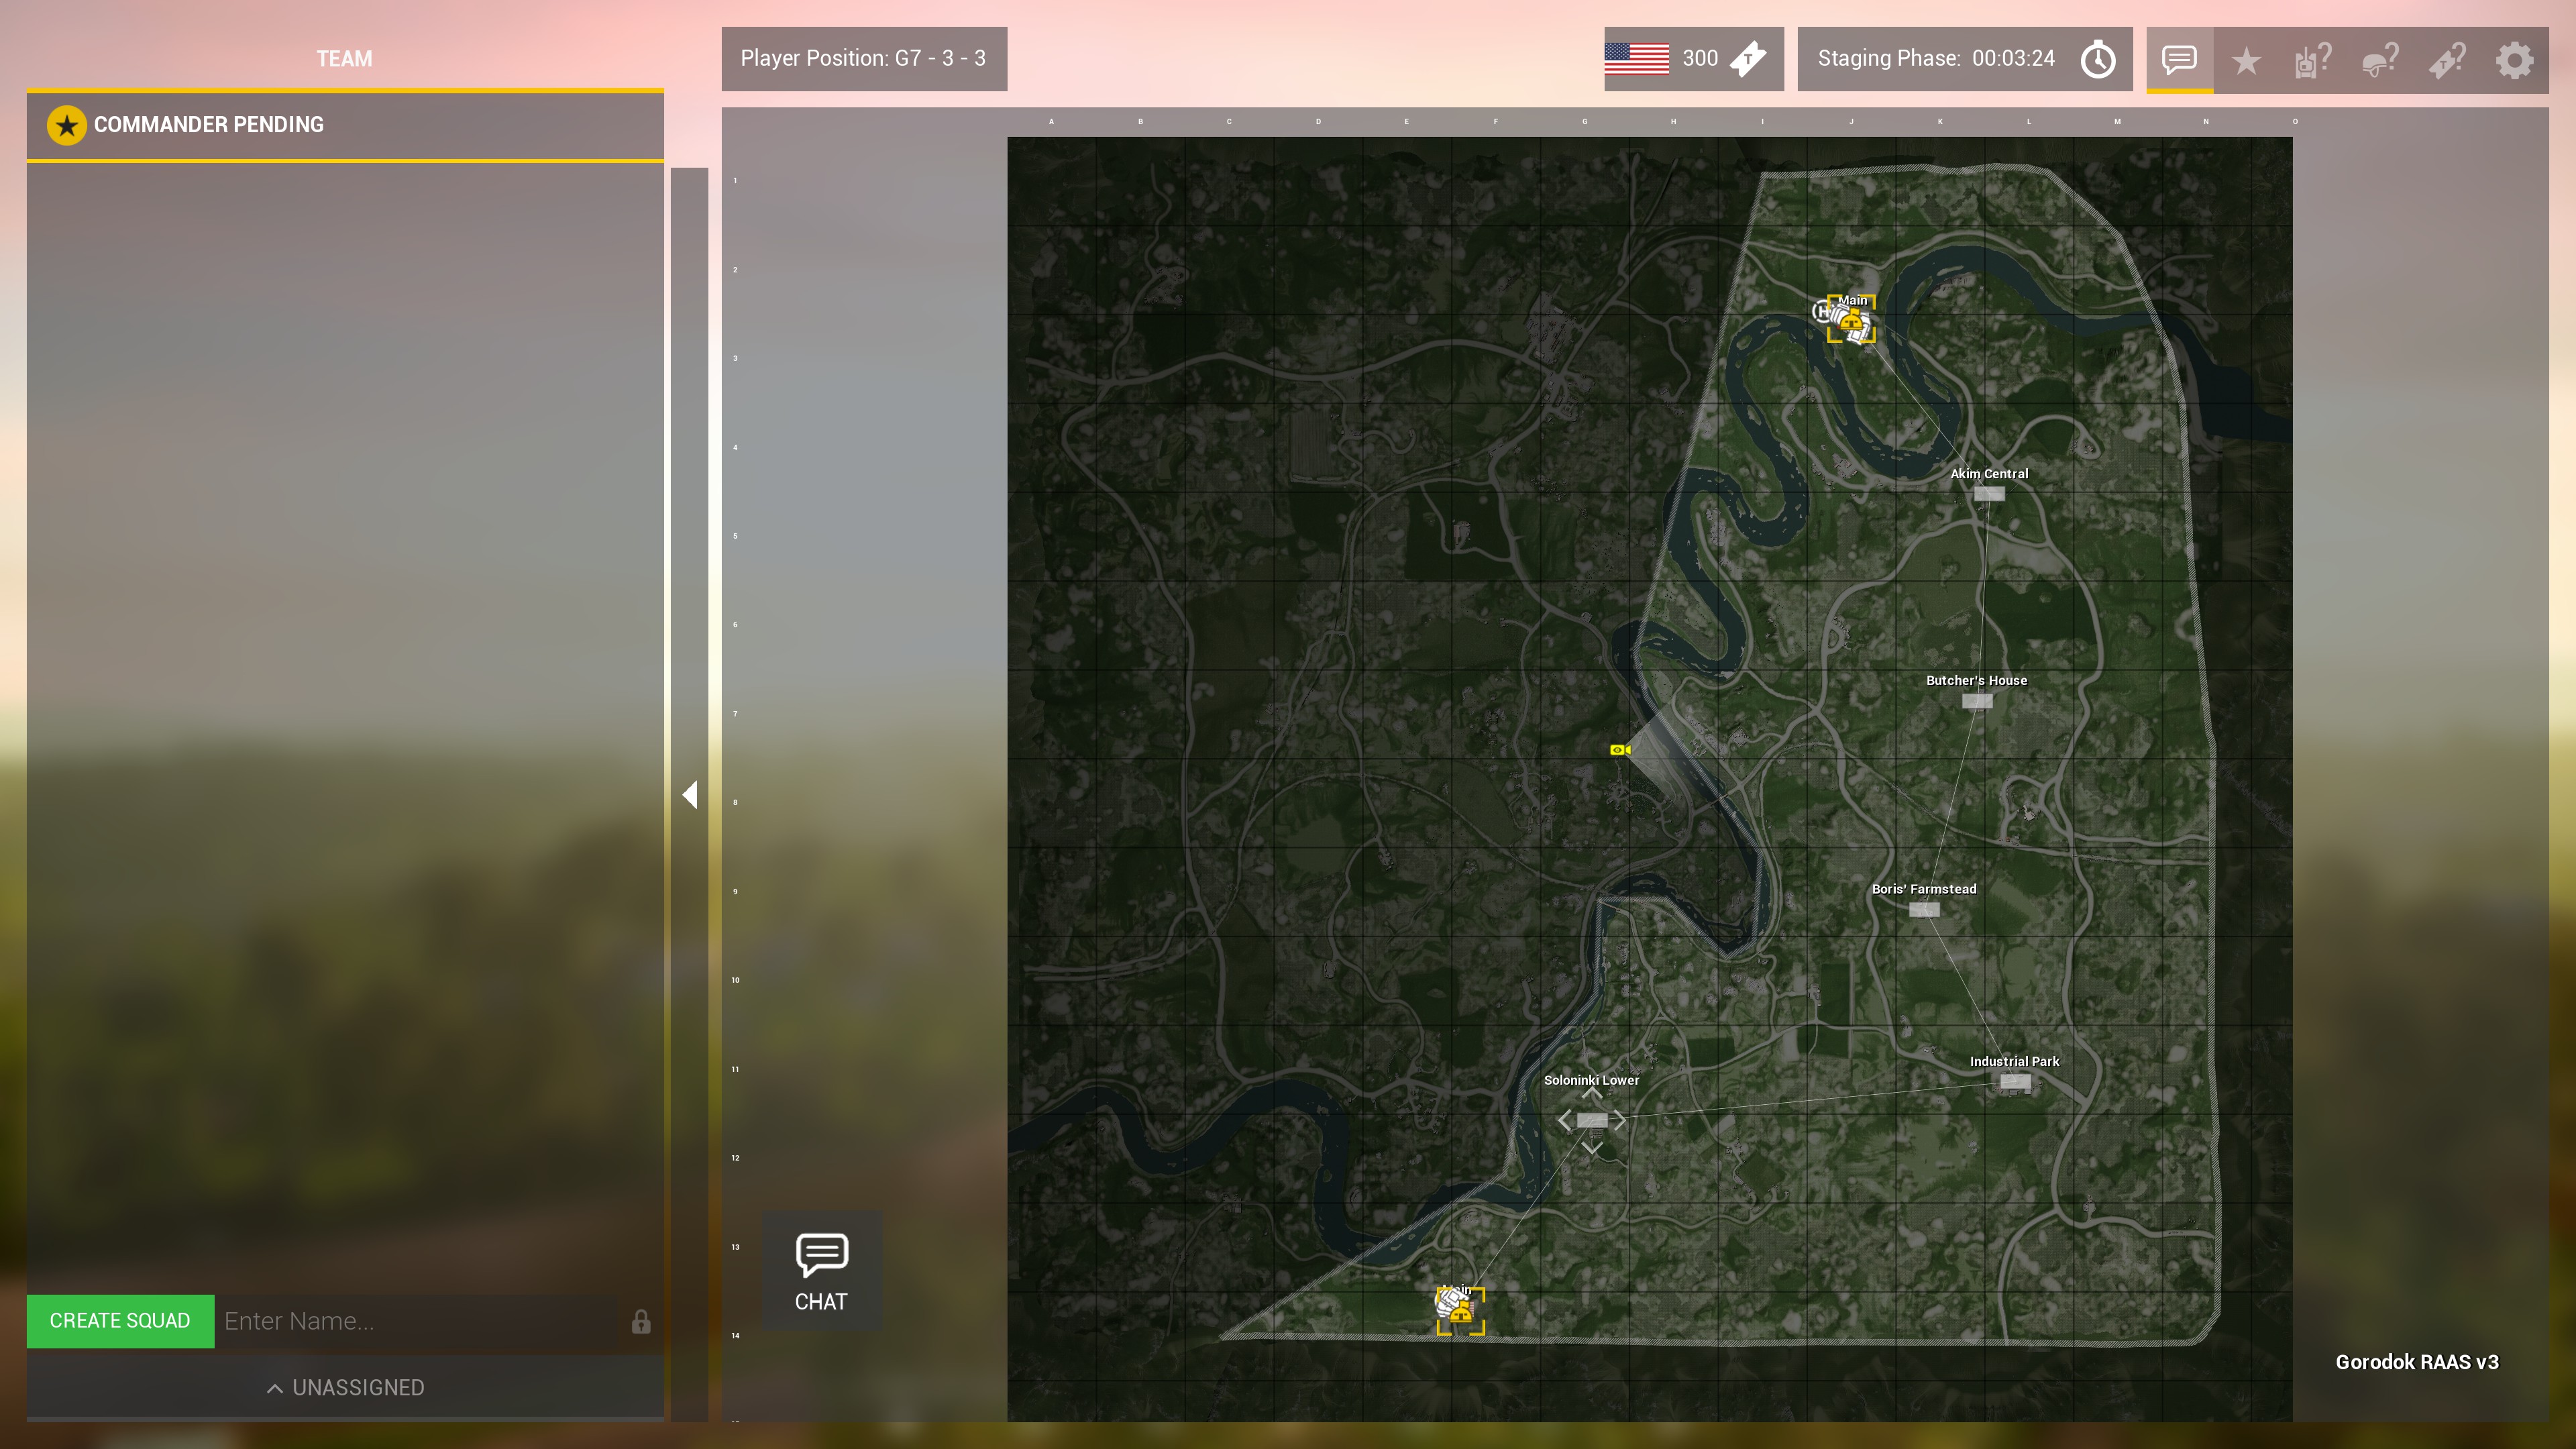 TEAM
Player Position: G7 - 3 - 3
300
T
Staging Phase: 00:03:24
COMMANDER PENDING
A B C D E F G H I J K L M N O
1
2
3
4
5
6
7
8
9
10
11
12
13
14
Main
H
Akim Central
Butcher's House
Boris' Farmstead
Industrial Park
Soloninki Lower
CHAT
CREATE SQUAD
Enter Name...
UNASSIGNED
Gorodok RAAS v3